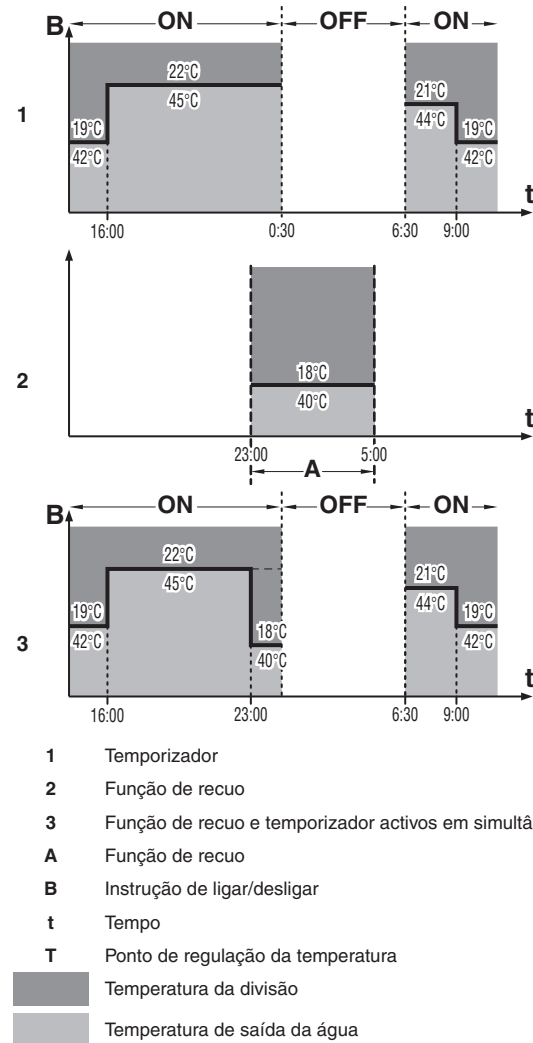 B ON OFF ON
22°C
45°C
21°C
44°C
1
19°C 19°C
42°C 42°C
t
16:00 0:30 6:30 9:00
2
18°C
40°C
t
23:00 5:00
A
B ON OFF ON
22°C
45°C
21°C
44°C
3
19°C 18°C 19°C
42°C 40°C 42°C
t
16:00 23:00 6:30 9:00
1 Temporizador
2 Função de recuo
3 Função de recuo e temporizador activos em simultâ
A Função de recuo
B Instrução de ligar/desligar
t Tempo
T Ponto de regulação da temperatura
Temperatura da divisão
Temperatura de saída da água